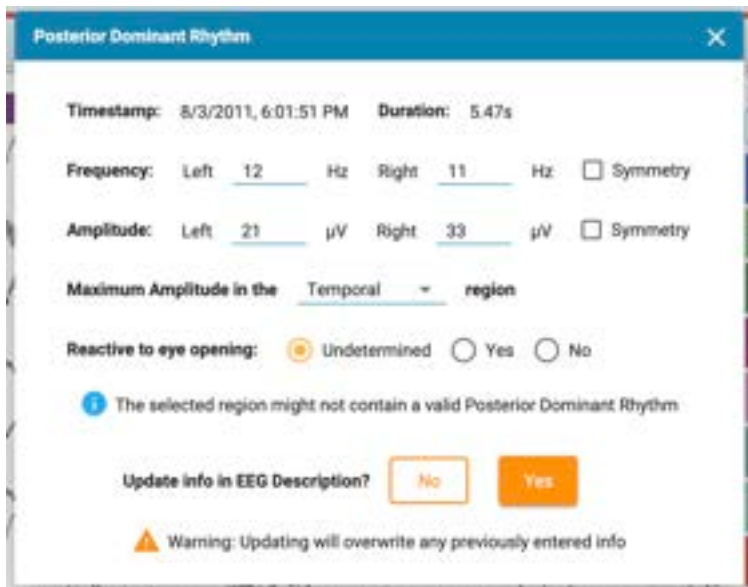 Posterior Dominant Rhythm
Timestamp: 8/3/2011, 6:01:51 PM Duration: 5.47s
Frequency: Left 12 Hz Right 11 Hz Symmetry
Amplitude: Left 21 μV Right 33 μV Symmetry
Maximum Amplitude in the Temporal region
Reactive to eye opening: Undetermined Yes No
The selected region might not contain a valid Posterior Dominant Rhythm
Update info in EEG Description? No Yes
Warning: Updating will overwrite any previously entered info